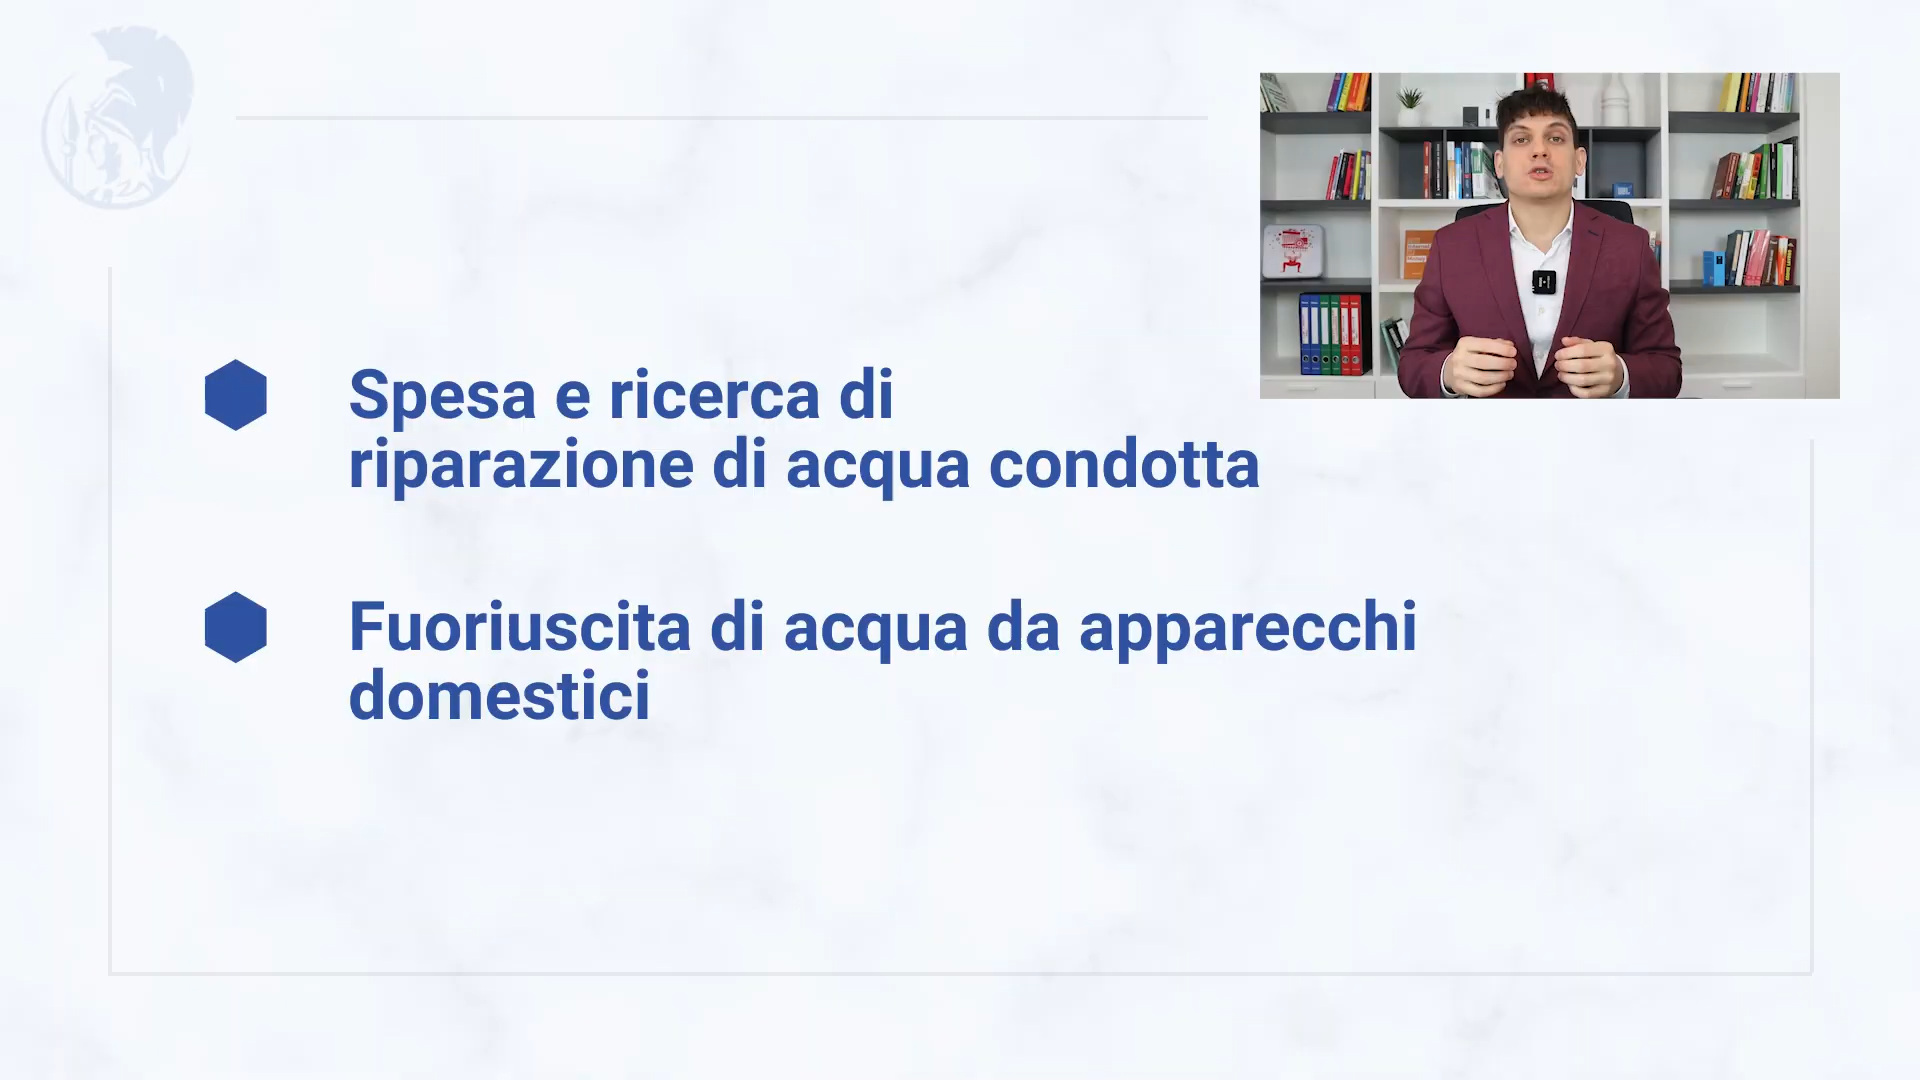 Spesa e ricerca di
riparazione di acqua condotta
Fuoriuscita di acqua da apparecchi
domestici